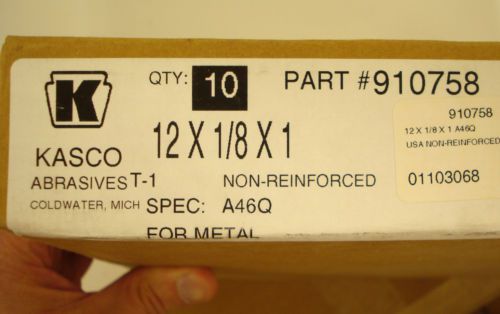 K
KASCO
ABRASIVES
COLDWATER, MICH
QTY: 10
PART #910758
12 X 1/8 X 1
T-1 NON-REINFORCED
SPEC: A46Q
FOR METAL
910758
12 X 1/8 X 1 A46Q
USA NON-REINFORCED
01103068